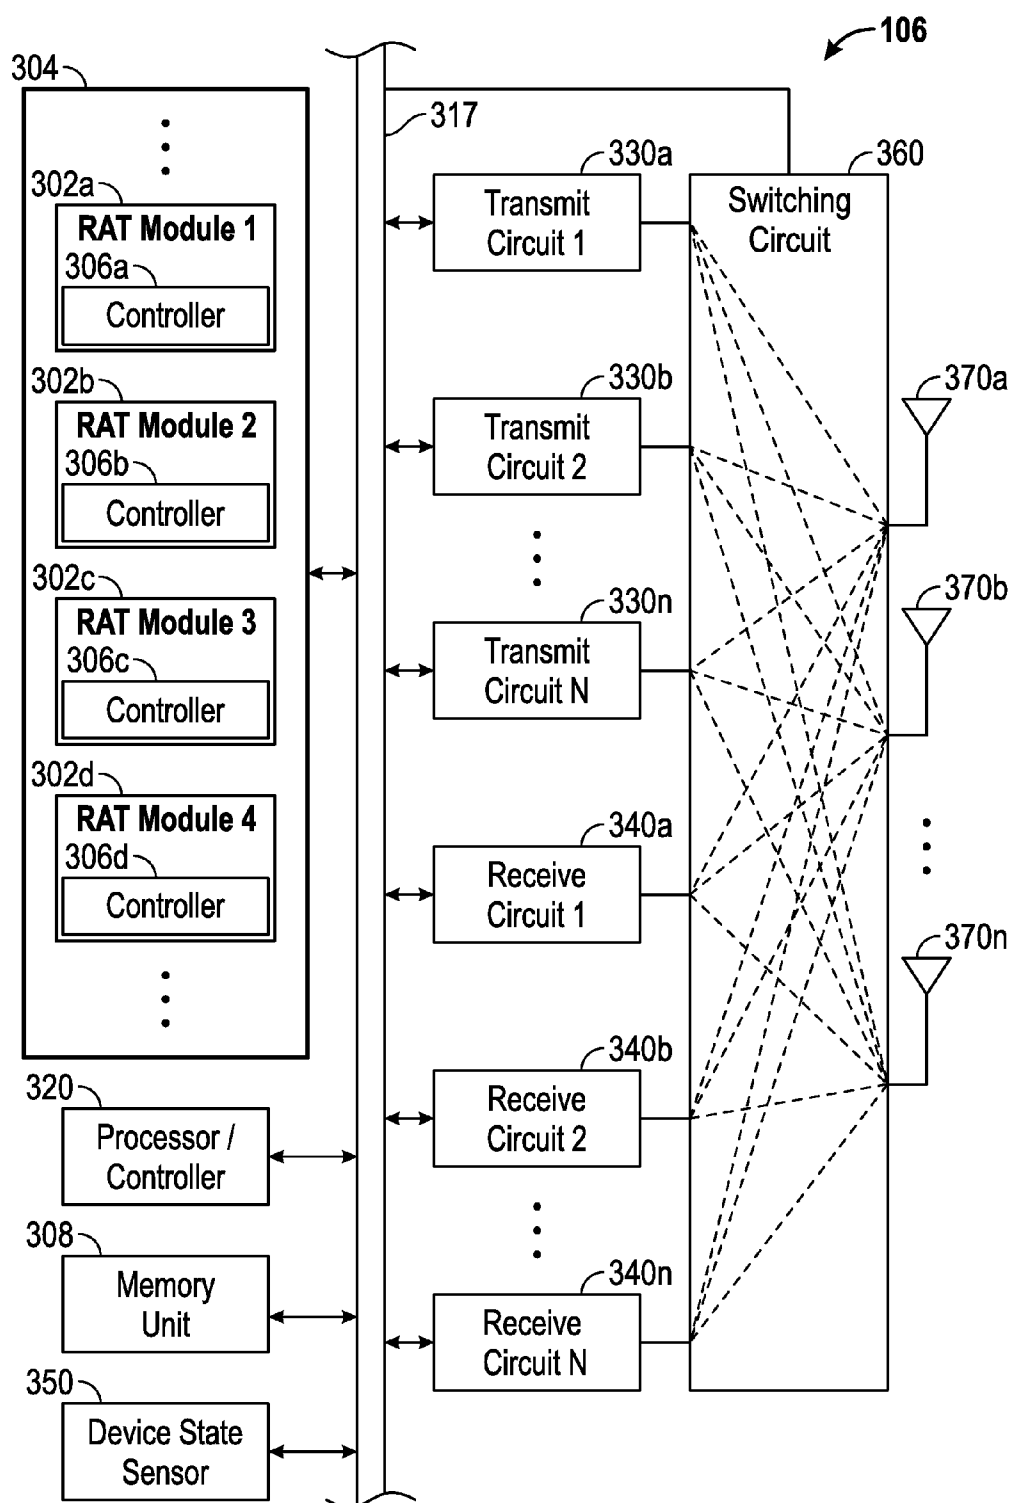 106
304
317
302a
RAT Module 1
306a
Controller
302b
RAT Module 2
306b
Controller
302c
RAT Module 3
306c
Controller
302d
RAT Module 4
306d
Controller
320
Processor /
Controller
308
Memory
Unit
350
Device State
Sensor
330a
Transmit
Circuit 1
330b
Transmit
Circuit 2
330n
Transmit
Circuit N
340a
Receive
Circuit 1
340b
Receive
Circuit 2
340n
Receive
Circuit N
360
Switching
Circuit
370a
370b
370n